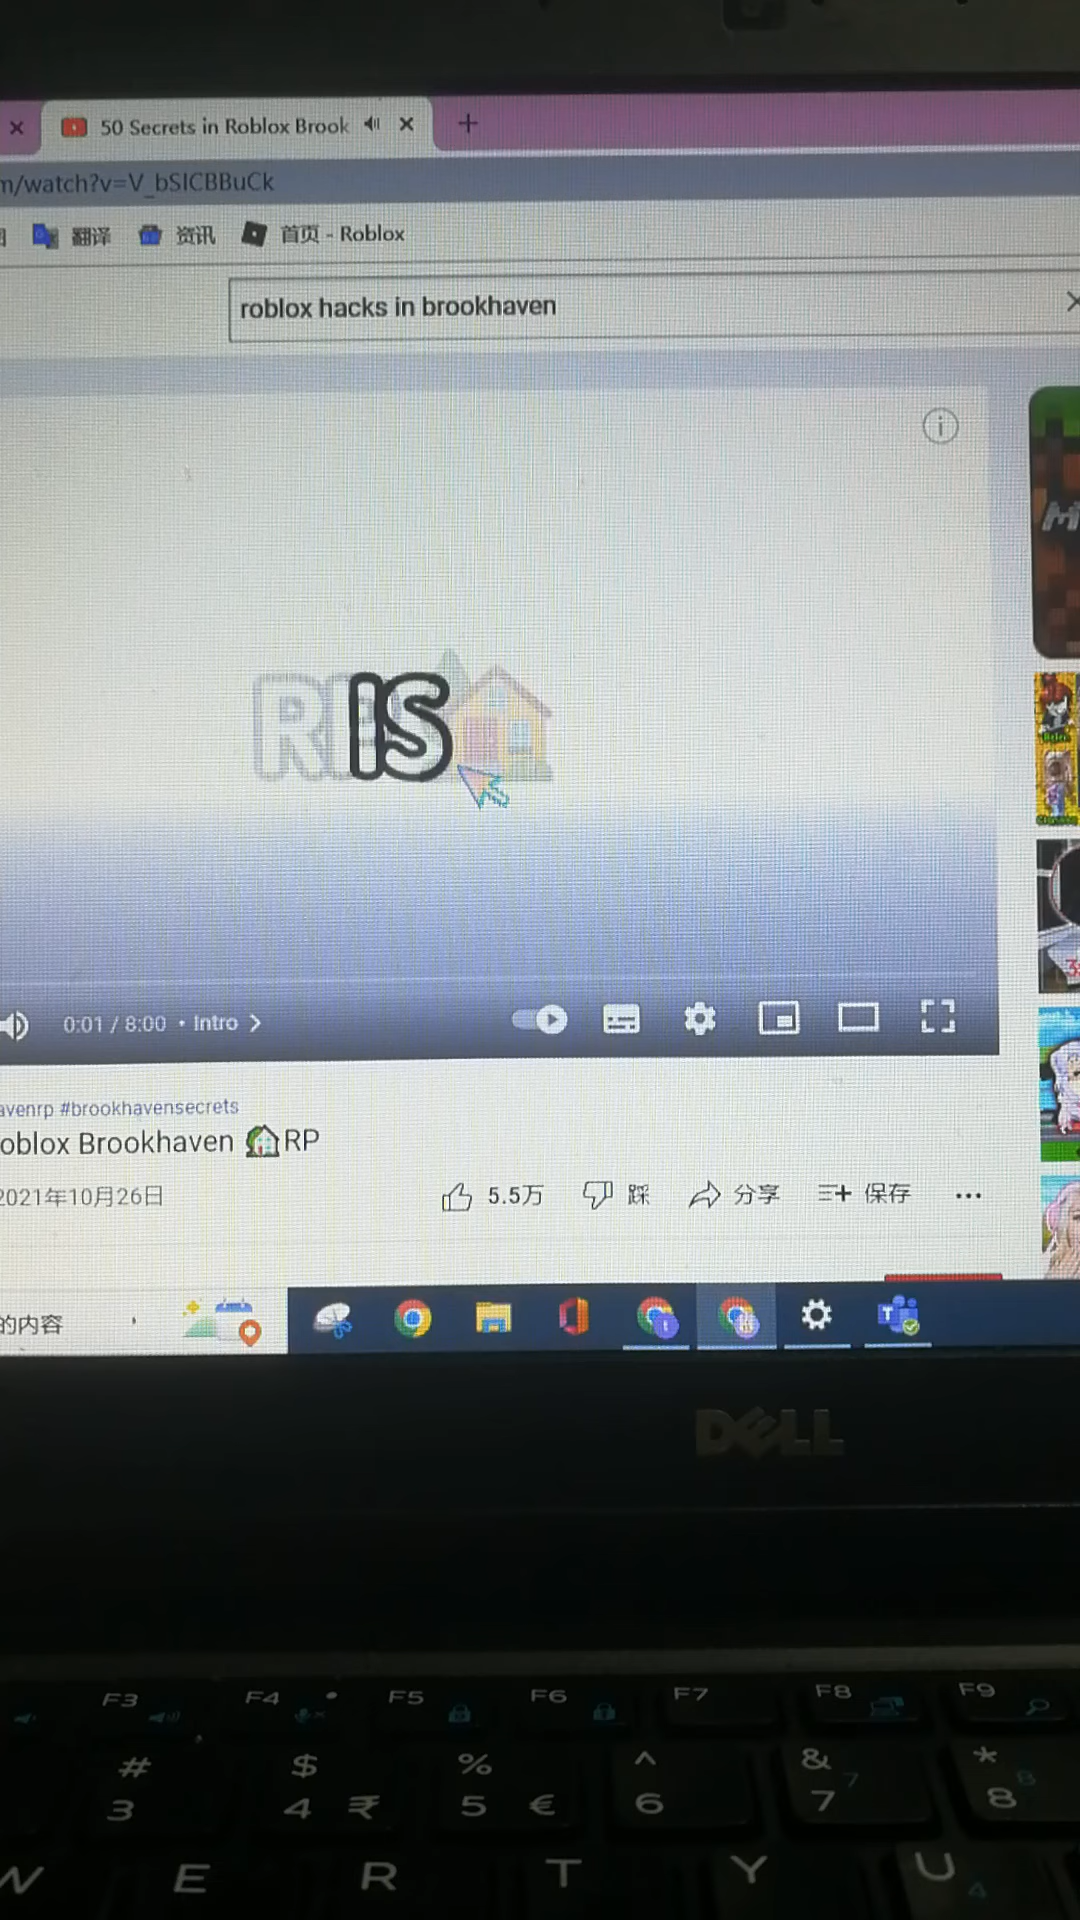 50 Secrets in Roblox Brook
m/watch?v=V_bSICBBuCk
翻译 资讯 首页 - Roblox
roblox hacks in brookhaven
IS
0:01 / 8:00 • Intro
avenrp #brookhavensecrets
oblox Brookhaven RP
2021年10月26日 5.5万 踩 分享 保存
的内容
DELL
F3 F4 F5 F6 F7 F8 F9
# $ % ^ & *
3 4 ₹ 5 € 6 7 7 8 8
W E R T Y U 4